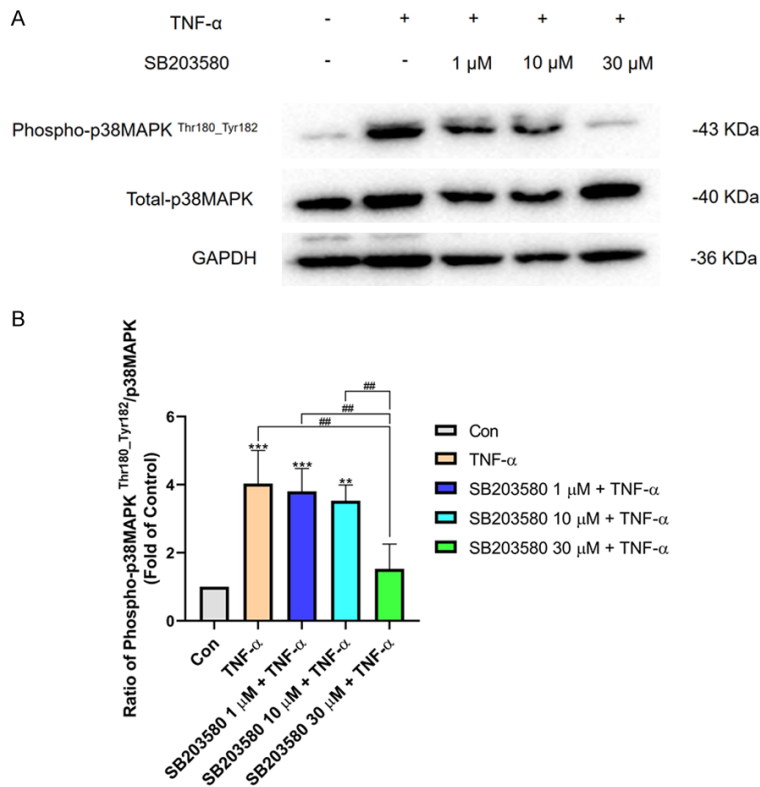 A
TNF-α - + + + +
SB203580 - - 1 μM 10 μM 30 μM
Phospho-p38MAPK Thr180_Tyr182 -43 KDa
Total-p38MAPK -40 KDa
GAPDH -36 KDa
B
Ratio of Phospho-p38MAPK Thr180_Tyr182/p38MAPK
(Fold of Control)
6
4
2
0
##
##
##
***
***
**
Con
TNF-α
SB203580 1 μM + TNF-α
SB203580 10 μM + TNF-α
SB203580 30 μM + TNF-α
Con
TNF-α
SB203580 1 μM + TNF-α
SB203580 10 μM + TNF-α
SB203580 30 μM + TNF-α